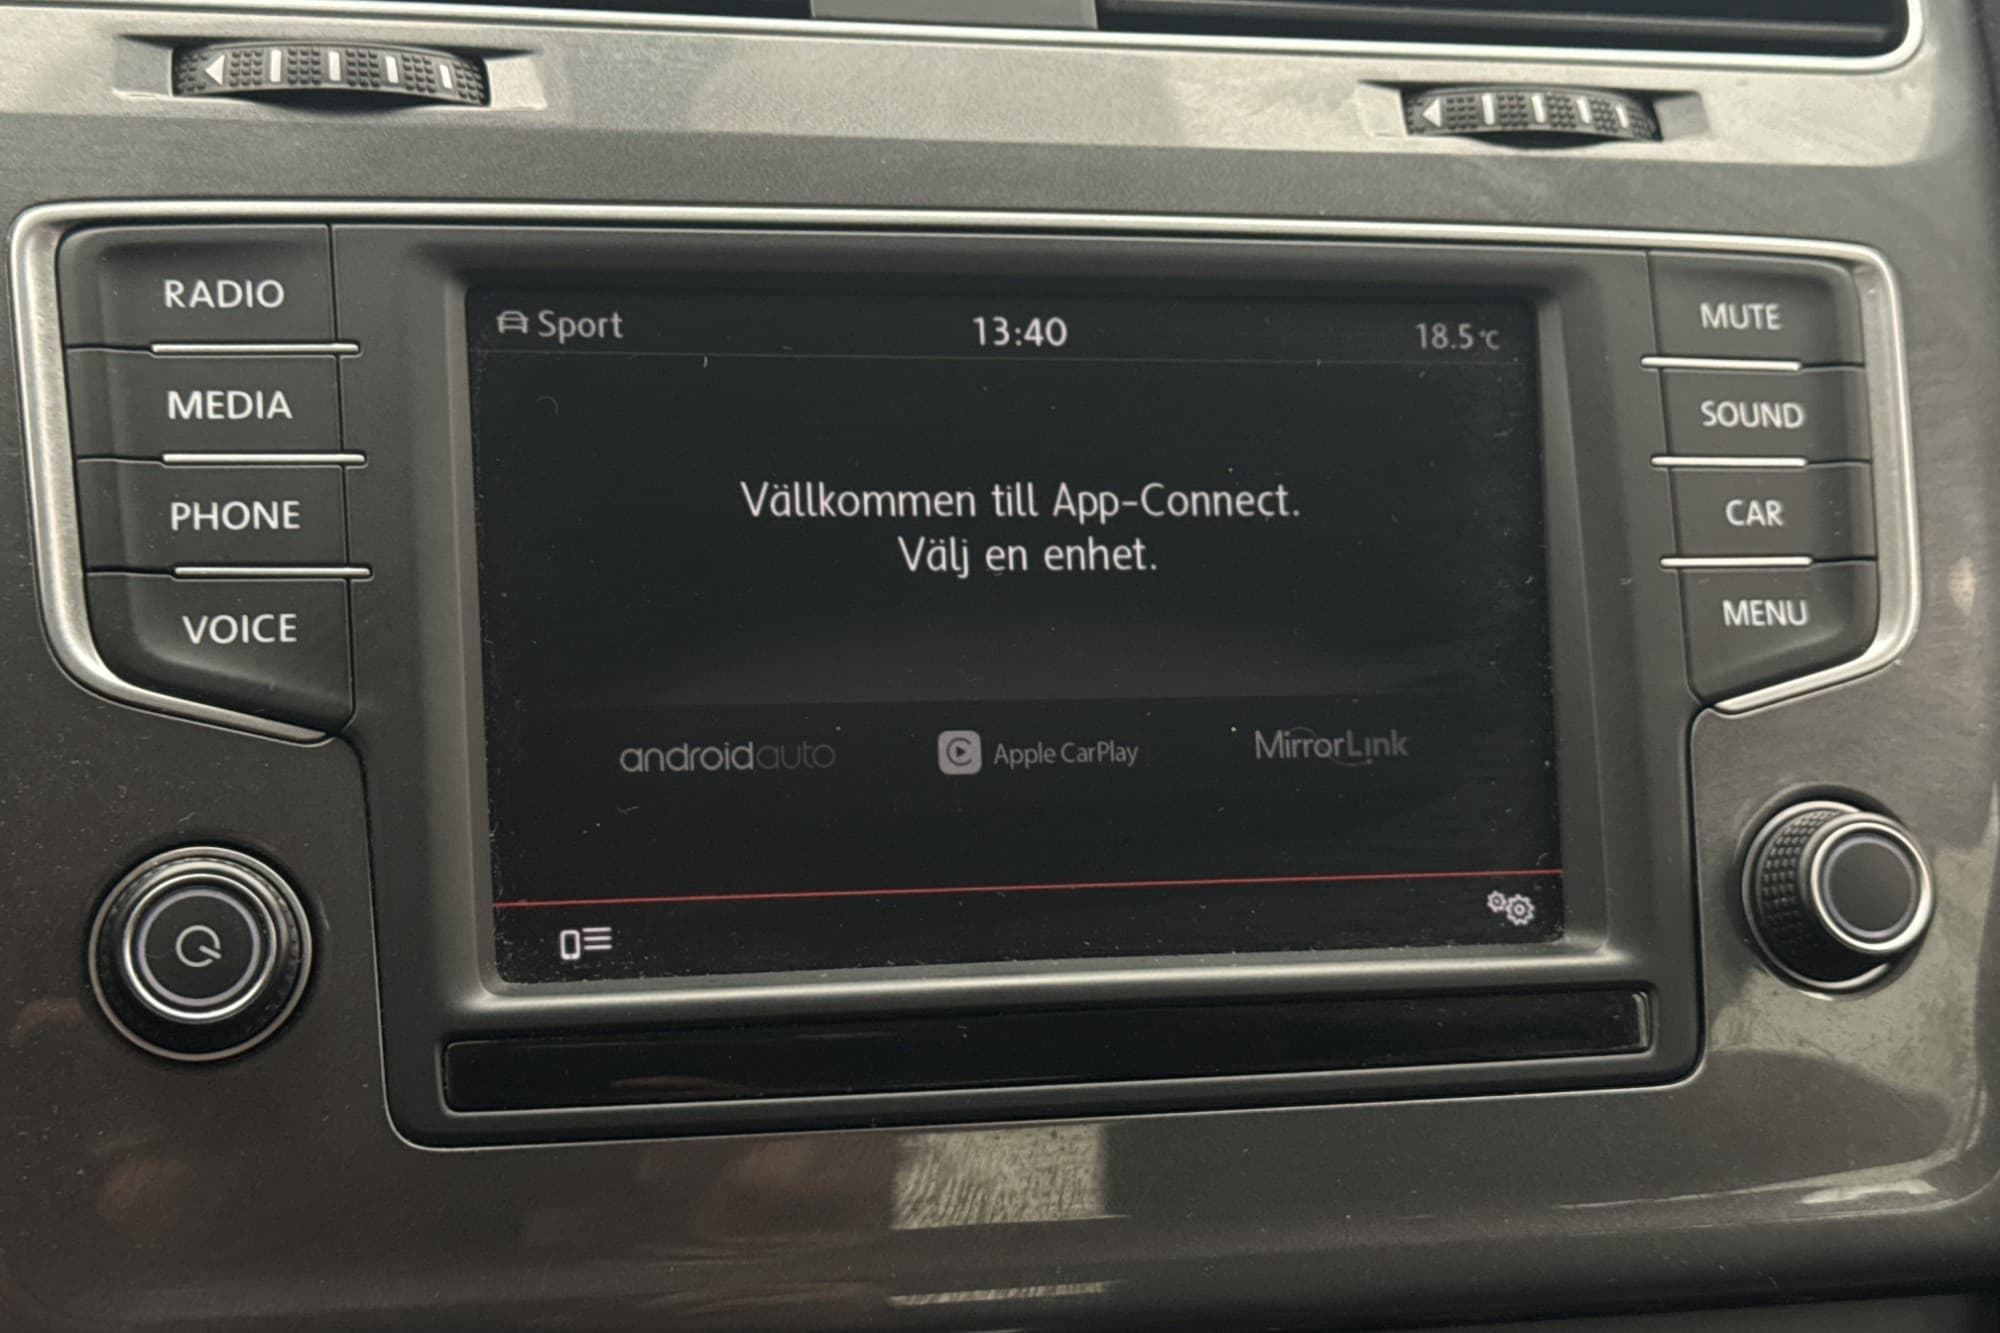 RADIO
MEDIA
PHONE
VOICE
Sport
13:40
18.5°C
Vällkommen till App-Connect.
Välj en enhet.
androidauto
Apple CarPlay
MirrorLink
MUTE
SOUND
CAR
MENU